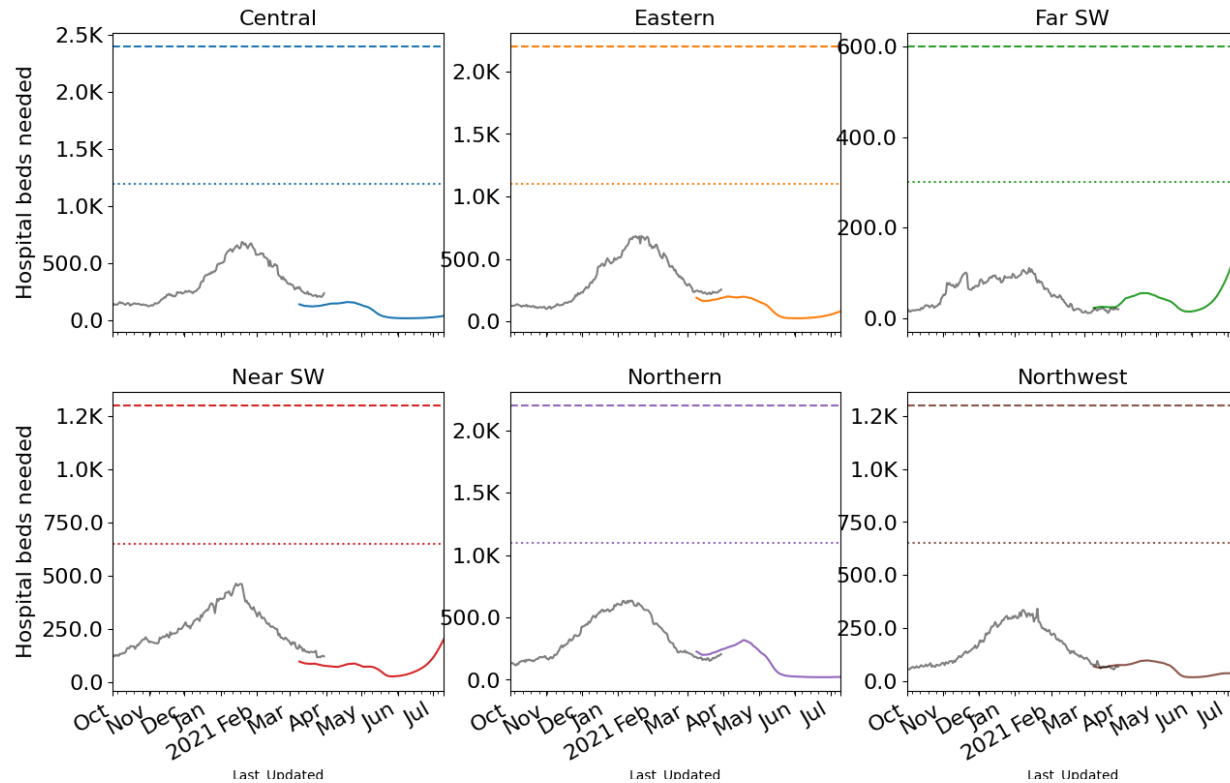 Central Eastern Far SW
Hospital beds needed
2.5K
2.0K
1.5K
1.0K
500.0
0.0
2.0K
1.5K
1.0K
500.0
0.0
600.0
400.0
200.0
0.0
Near SW Northern Northwest
Hospital beds needed
1.2K
1.0K
750.0
500.0
250.0
0.0
2.0K
1.5K
1.0K
500.0
0.0
1.2K
1.0K
750.0
500.0
250.0
0.0
Oct Nov Dec Jan 2021 Feb Mar Apr May Jun Jul
Oct Nov Dec Jan 2021 Feb Mar Apr May Jun Jul
Oct Nov Dec Jan 2021 Feb Mar Apr May Jun Jul
Last_Updated Last_Updated Last_Updated